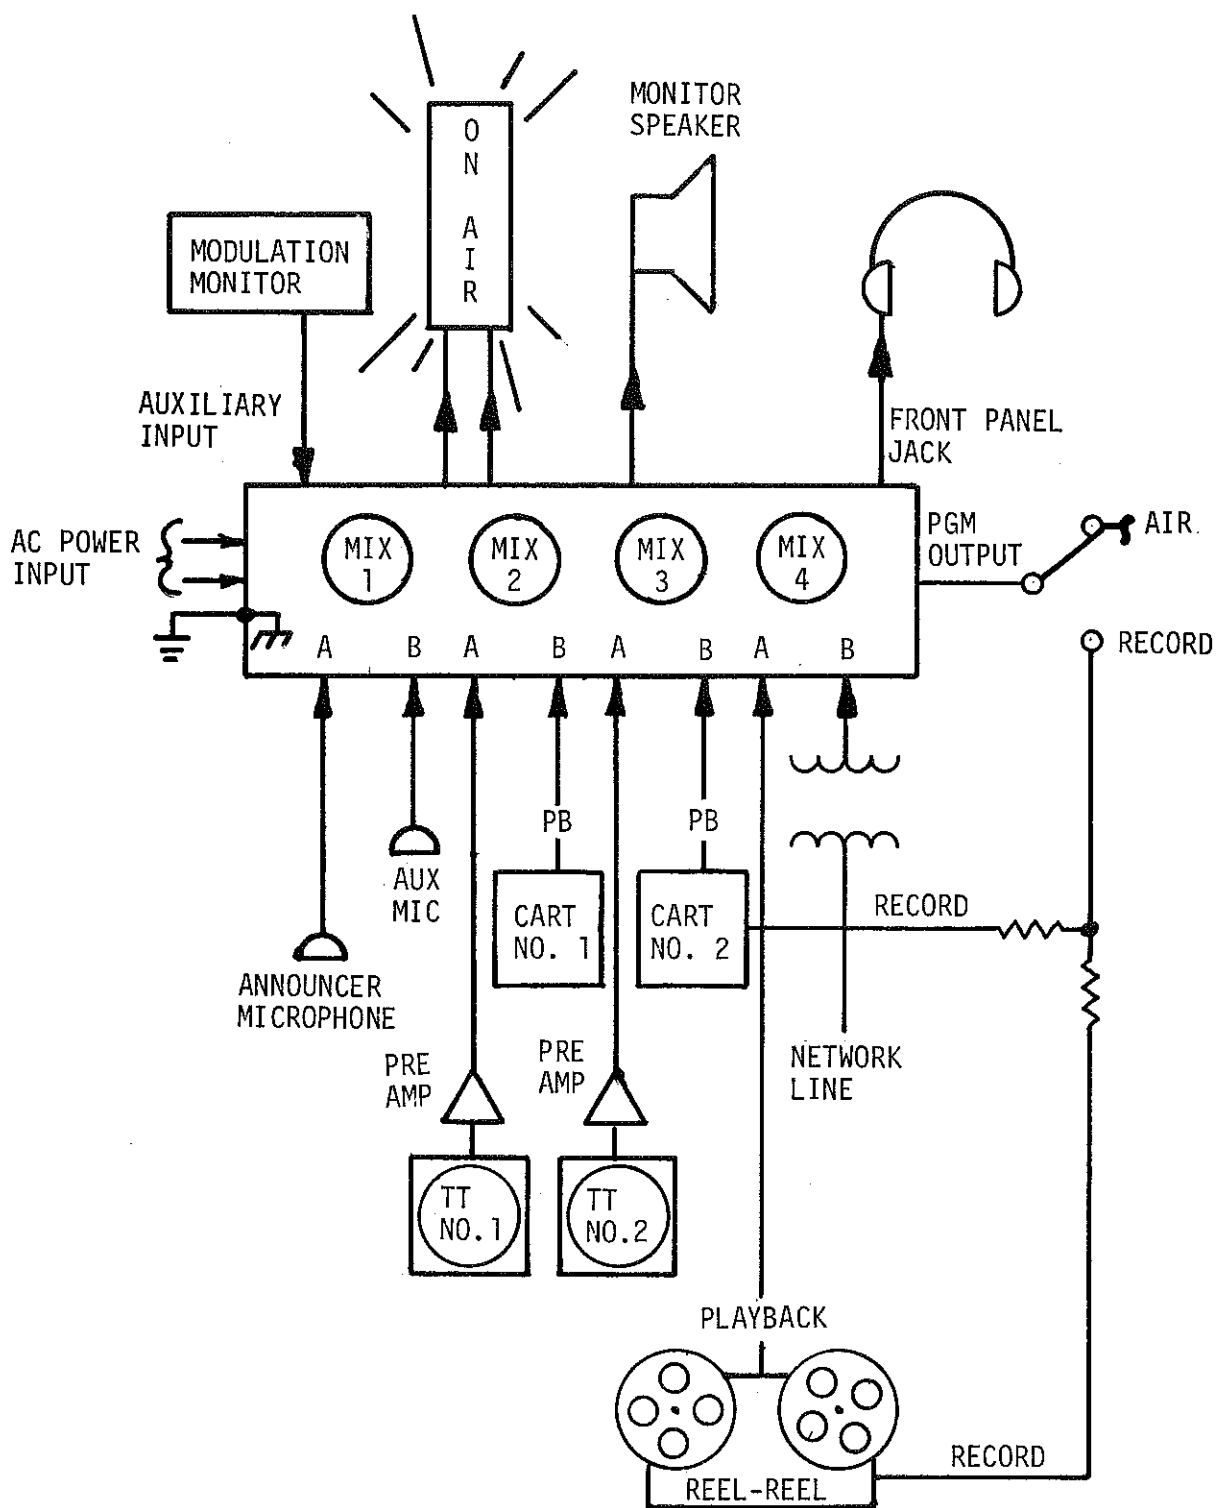 ON AIR
MONITOR
SPEAKER
MODULATION
MONITOR
AUXILIARY
INPUT
FRONT PANEL
JACK
AC POWER
INPUT
MIX
1
MIX
2
MIX
3
MIX
4
PGM
OUTPUT
AIR
RECORD
A
B
A
B
A
B
A
B
PB
PB
AUX
MIC
CART
NO. 1
CART
NO. 2
RECORD
ANNOUNCER
MICROPHONE
PRE
AMP
PRE
AMP
NETWORK
LINE
TT
NO.1
TT
NO.2
PLAYBACK
REEL-REEL
RECORD